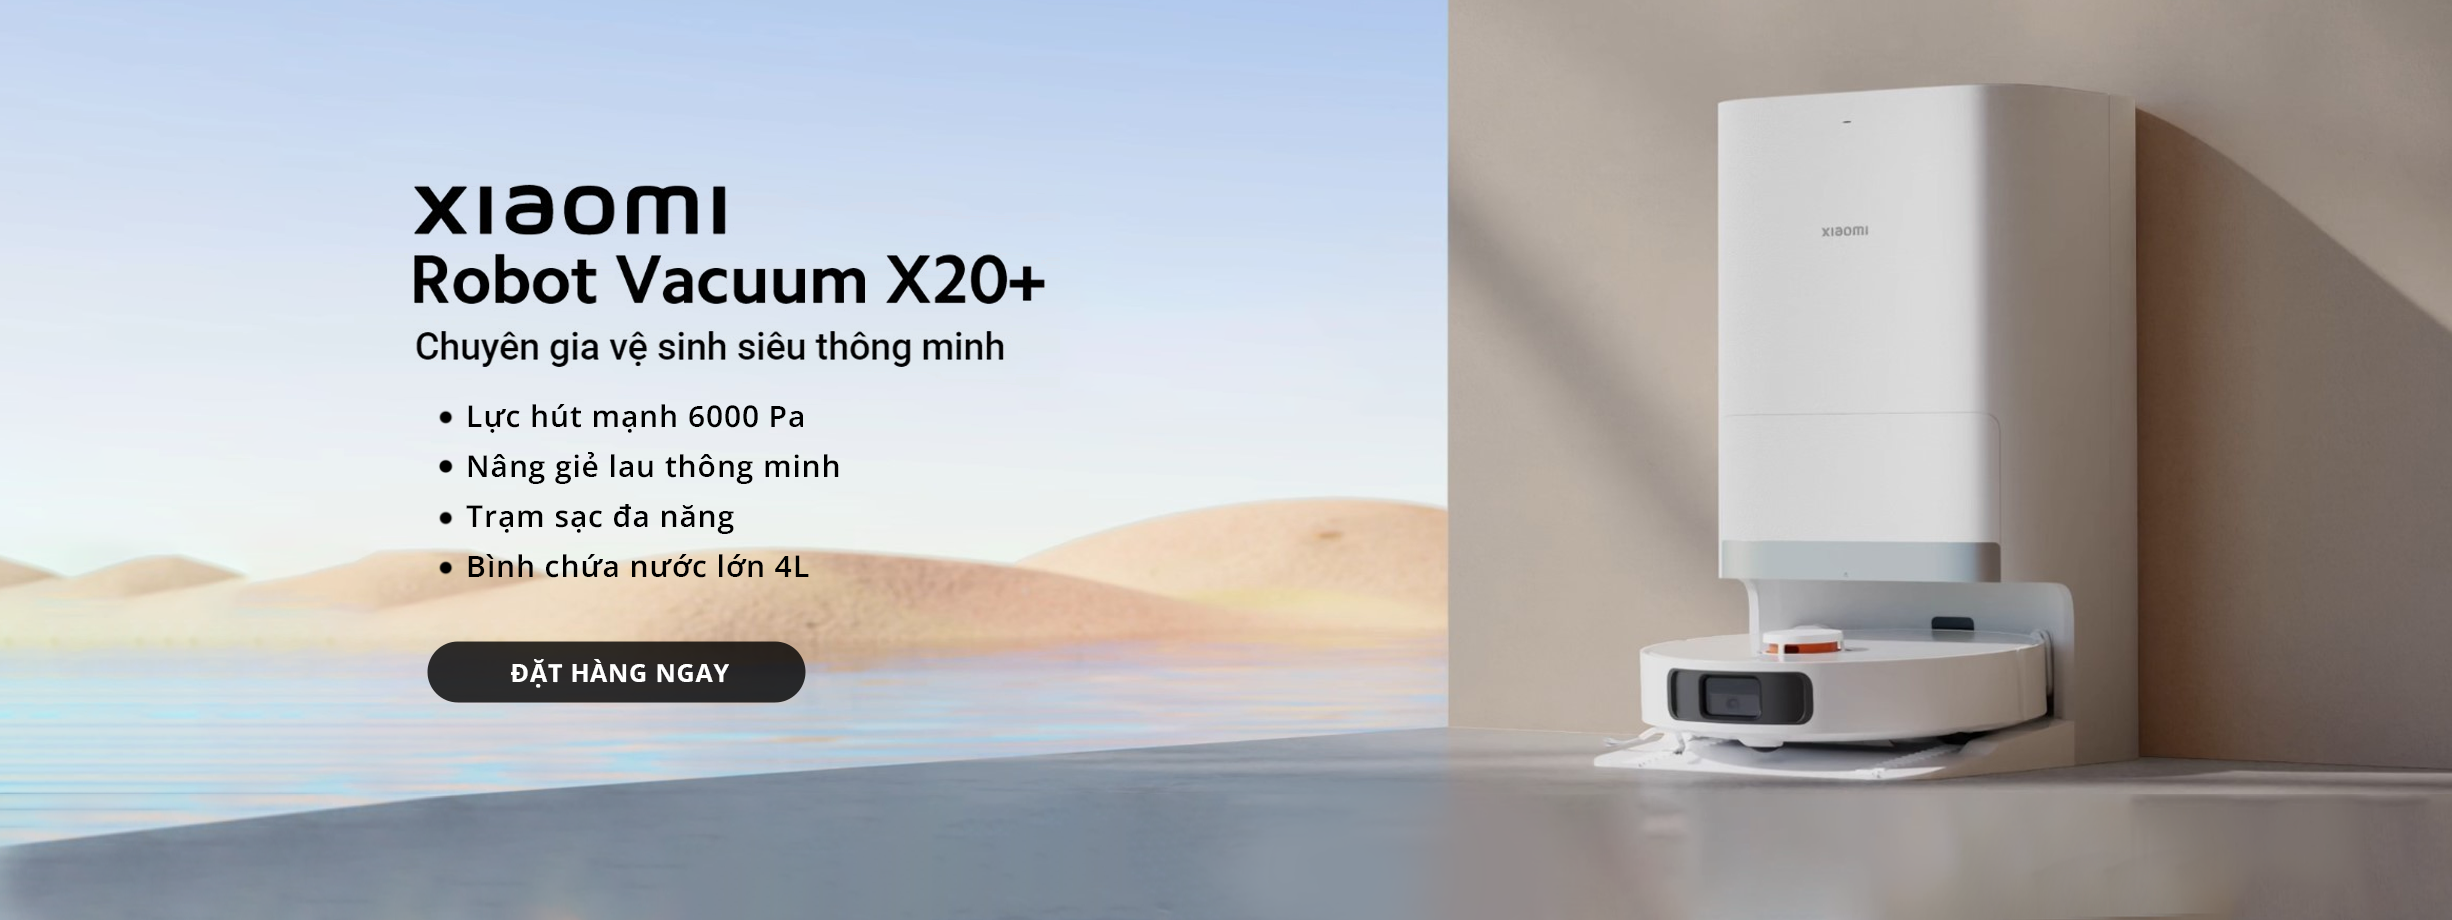 xiaomi
Robot Vacuum X20+
Chuyên gia vệ sinh siêu thông minh
• Lực hút mạnh 6000 Pa
• Nâng giẻ lau thông minh
• Trạm sạc đa năng
• Bình chứa nước lớn 4L
ĐẶT HÀNG NGAY
xiaomi